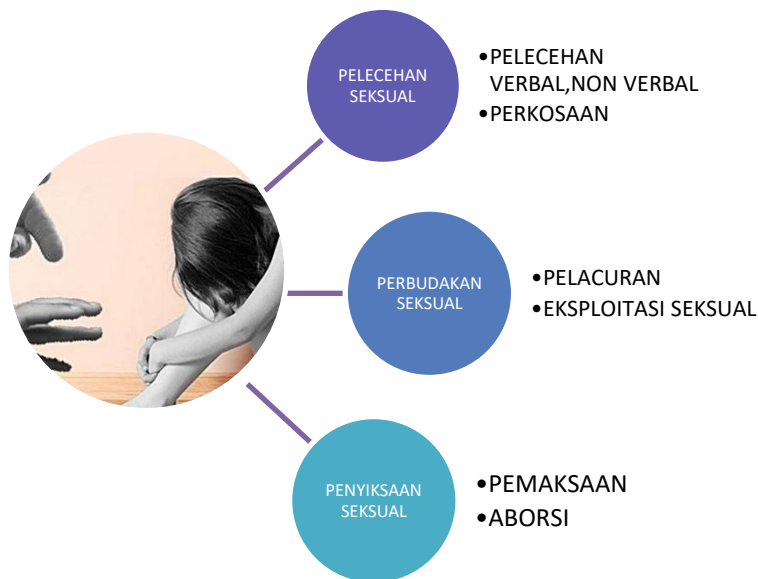 PELECEHAN
SEKSUAL
•PELECEHAN
VERBAL,NON VERBAL
•PERKOSAAN
PERBUDAKAN
SEKSUAL
•PELACURAN
•EKSPLOITASI SEKSUAL
PENYIKSAAN
SEKSUAL
•PEMAKSAAN
•ABORSI